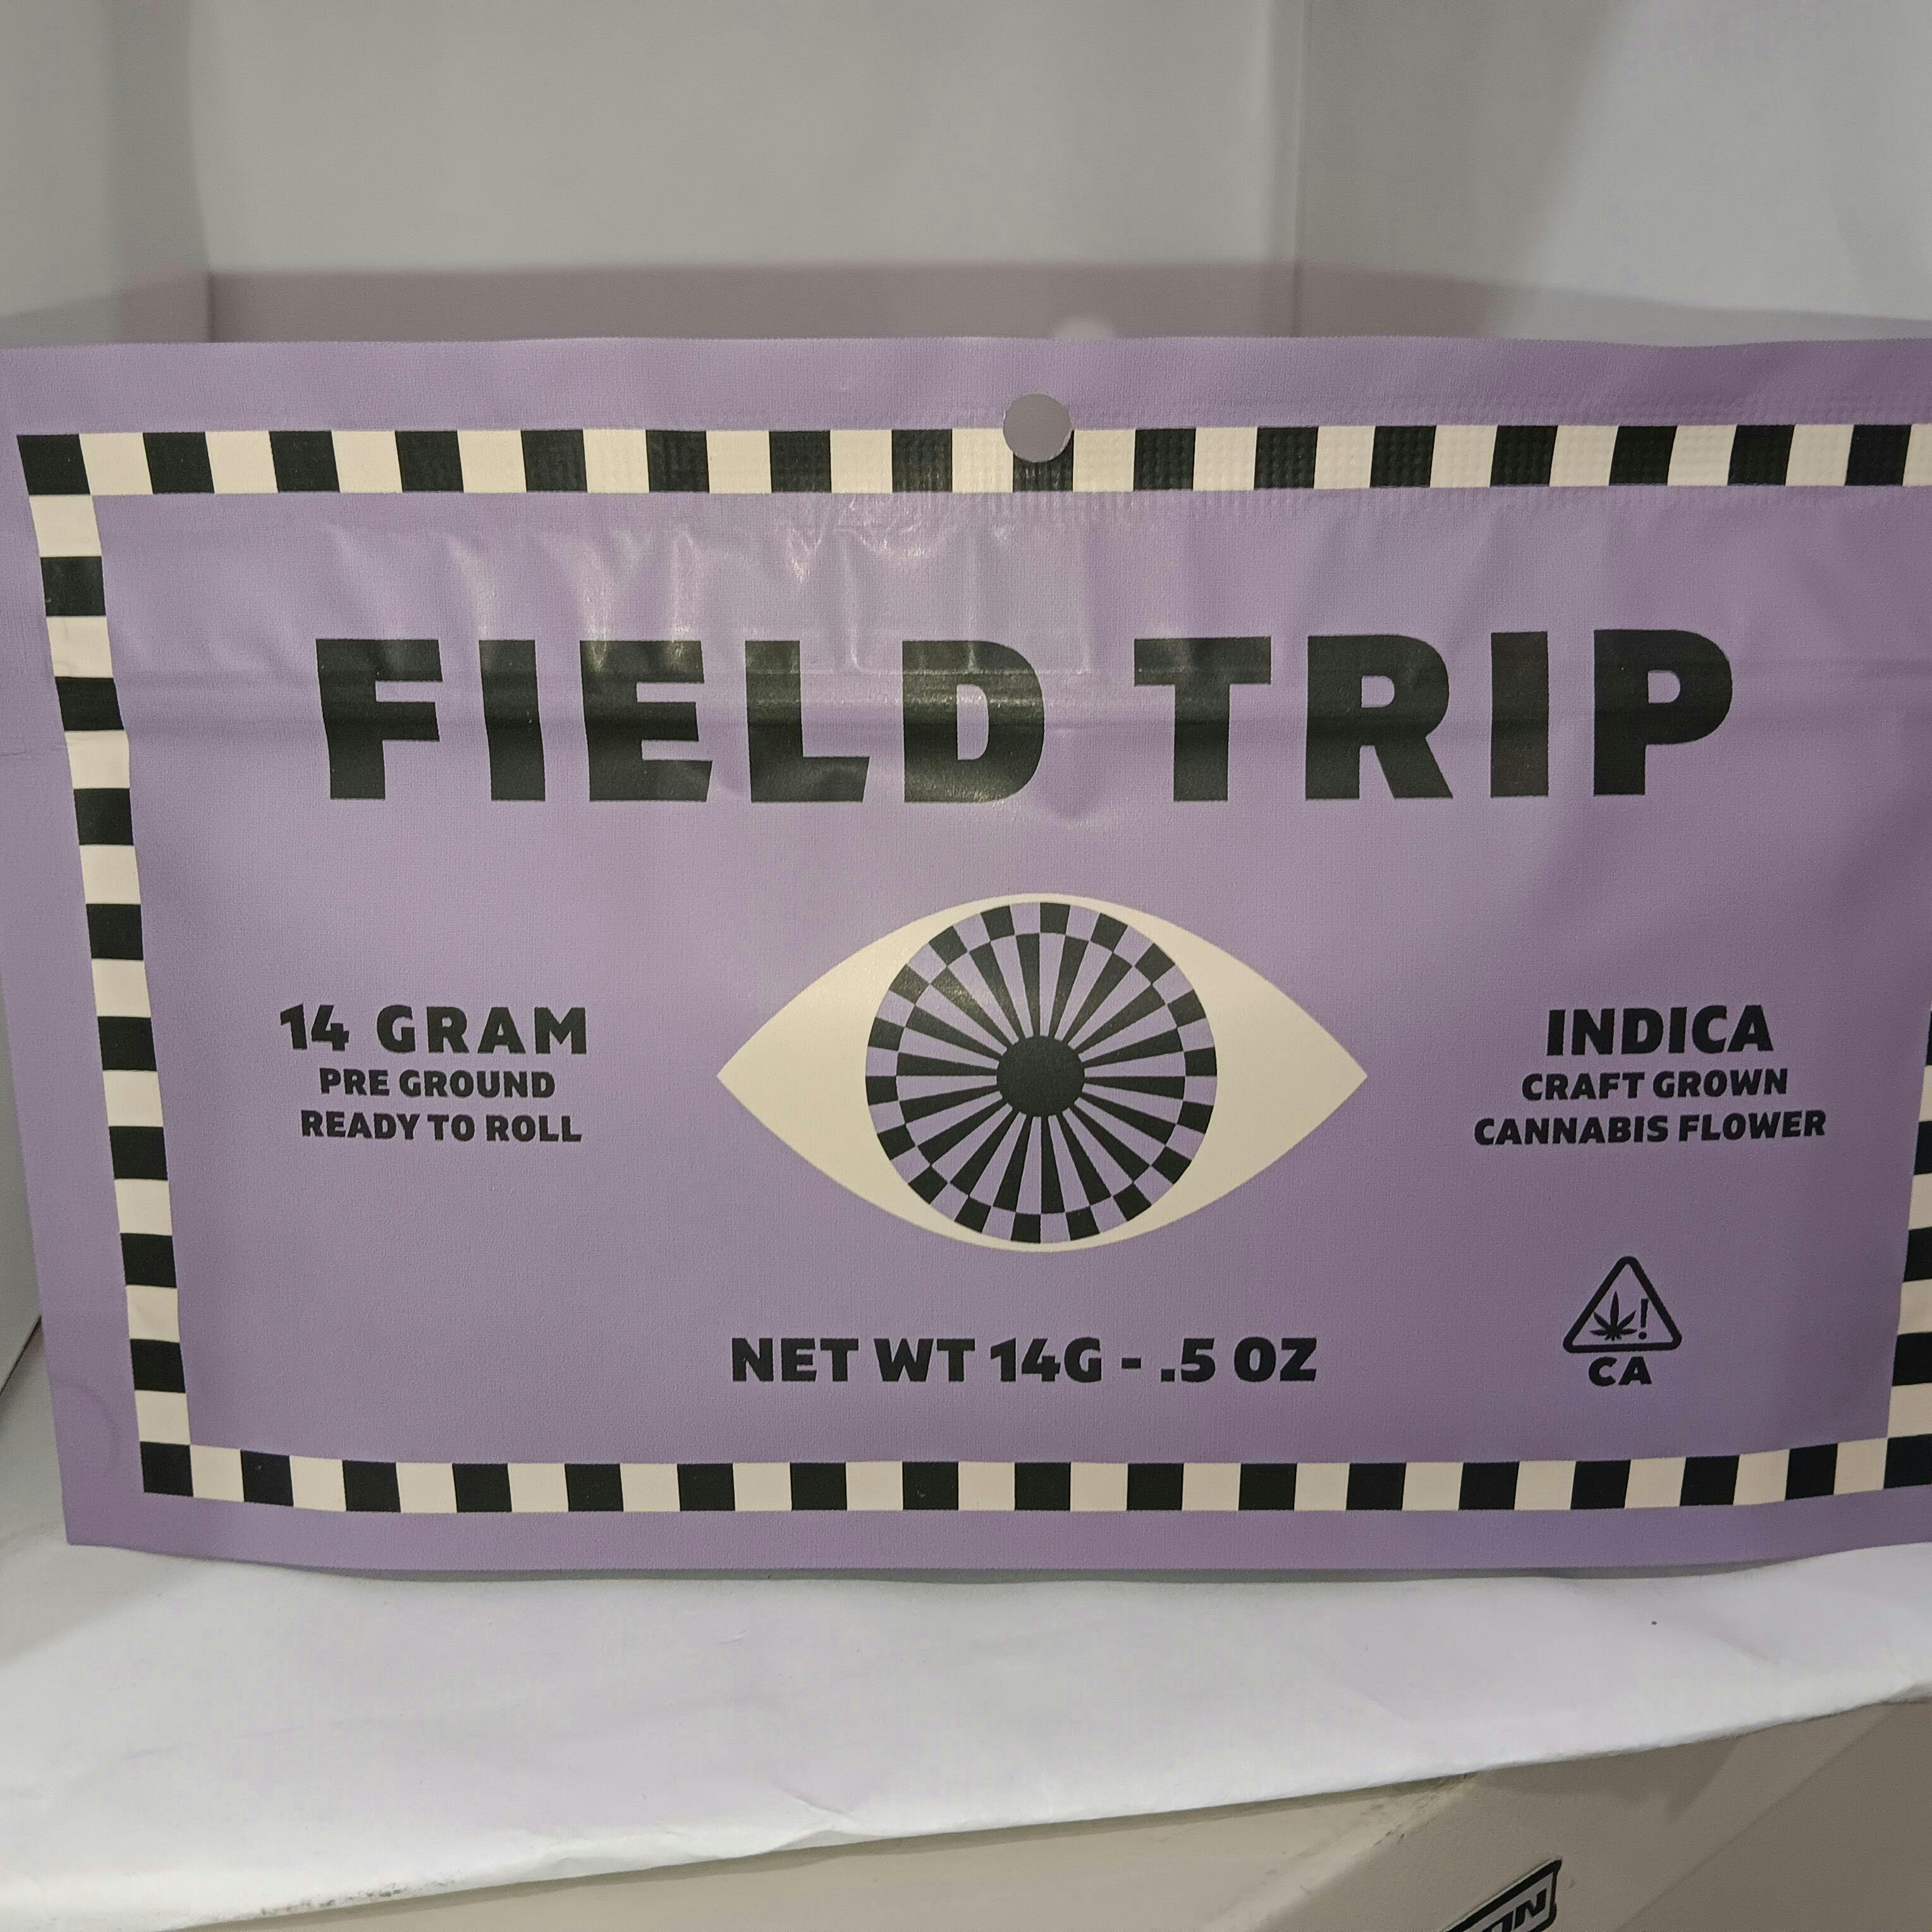 FIELD TRIP
14 GRAM
PRE GROUND
READY TO ROLL
INDICA
CRAFT GROWN
CANNABIS FLOWER
NET WT 14G - .5 OZ
!
CA